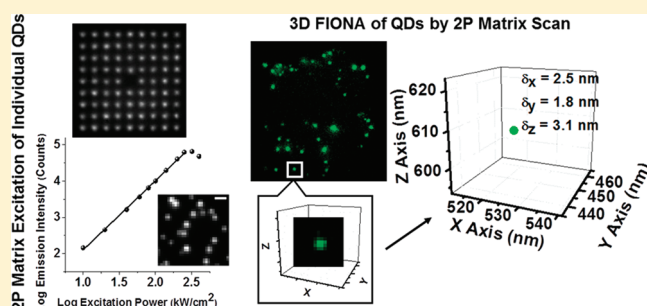 2P Matrix Excitation of Individual QDs
3D FIONA of QDs by 2P Matrix Scan
Log Emission Intensity (Counts)
5
4
3
2
1.0 1.5 2.0 2.5 3.0
Log Excitation Power (kW/cm²)
Z
X
Y
Z Axis (nm)
620
610
600
520 530 540
X Axis (nm)
440 450 460
Y Axis (nm)
δx = 2.5 nm
δy = 1.8 nm
δz = 3.1 nm